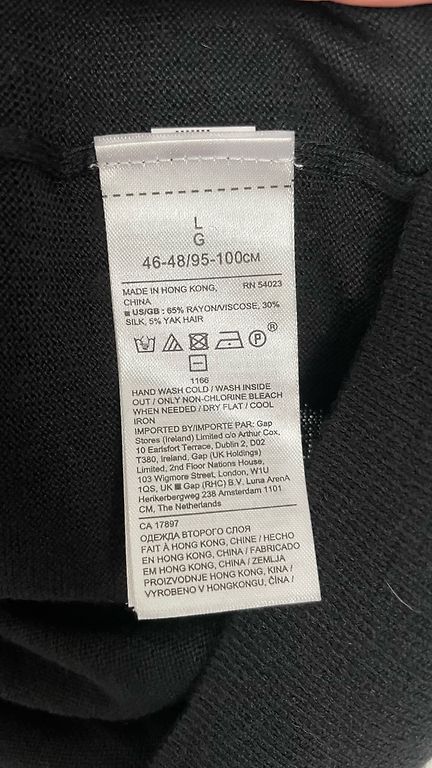 L
G
46-48/95-100CM
MADE IN HONG KONG, RN 54023
CHINA
■ US/GB : 65% RAYON/VISCOSE, 30%
SILK, 5% YAK HAIR
P ®
1166
HAND WASH COLD / WASH INSIDE
OUT / ONLY NON-CHLORINE BLEACH
WHEN NEEDED / DRY FLAT / COOL
IRON
IMPORTED BY/IMPORTE PAR: Gap
Stores (Ireland) Limited c/o Arthur Cox,
10 Earlsfort Terrace, Dublin 2, D02
T380, Ireland, Gap (UK Holdings)
Limited, 2nd Floor Nations House,
103 Wigmore Street, London, W1U
1QS, UK ■ Gap (RHC) B.V. Luna ArenA
Herikerbergweg 238 Amsterdam 1101
CM, The Netherlands
CA 17897
ОДЕЖДА ВТОРОГО СЛОЯ
FAIT À HONG KONG, CHINE / HECHO
EN HONG KONG, CHINA / FABRICADO
EM HONG KONG, CHINA / ZEMLJA
PROIZVODNJE HONG KONG, KINA /
VYROBENO V HONGKONGU, ČÍNA /